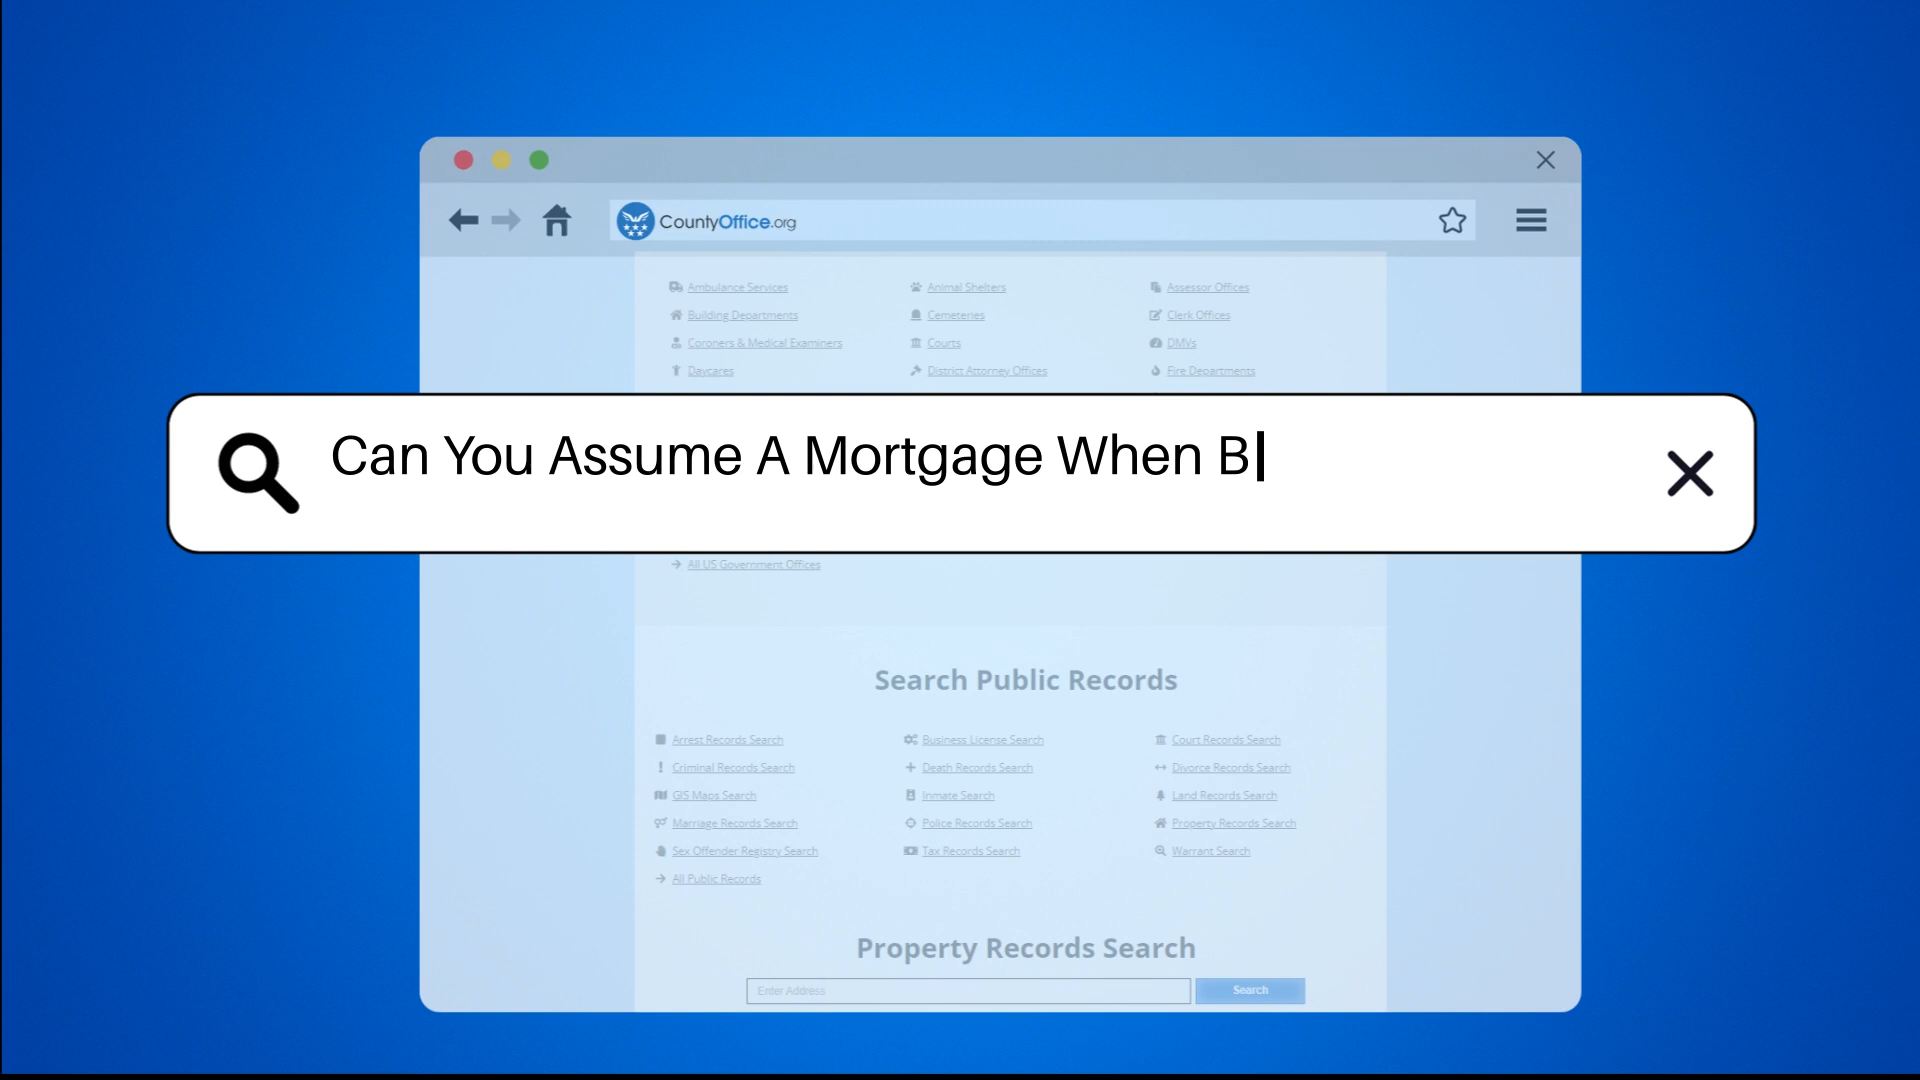 CountyOffice.org
Ambulance Services Animal Shelters Assessor Offices
Building Departments Cemeteries Clerk Offices
Coroners & Medical Examiners Courts DMVs
Daycares District Attorney Offices Fire Departments
Can You Assume A Mortgage When B
All US Government Offices
Search Public Records
Arrest Records Search Business License Search Court Records Search
Criminal Records Search Death Records Search Divorce Records Search
GIS Maps Search Inmate Search Land Records Search
Marriage Records Search Police Records Search Property Records Search
Sex Offender Registry Search Tax Records Search Warrant Search
All Public Records
Property Records Search
Enter Address Search